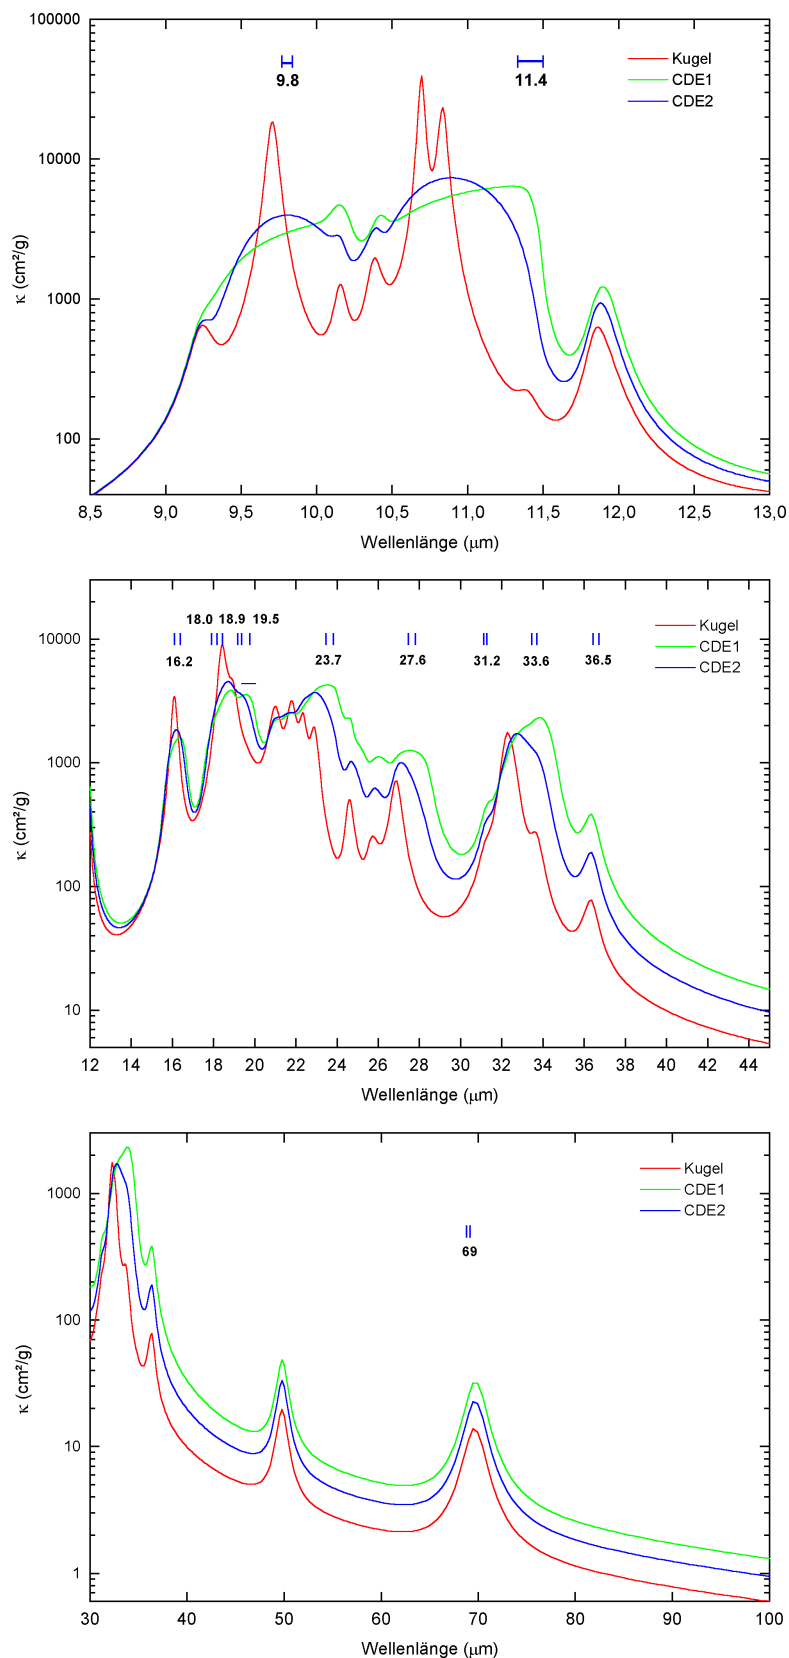 100000
10000
1000
100
κ (cm²/g)
9.8
11.4
Kugel
CDE1
CDE2
8,5 9,0 9,5 10,0 10,5 11,0 11,5 12,0 12,5 13,0
Wellenlänge (μm)
10000
1000
100
10
κ (cm²/g)
18.0 18.9 19.5
16.2 23.7 27.6 31.2 33.6 36.5
Kugel
CDE1
CDE2
12 14 16 18 20 22 24 26 28 30 32 34 36 38 40 42 44
Wellenlänge (μm)
1000
100
10
1
κ (cm²/g)
69
Kugel
CDE1
CDE2
30 40 50 60 70 80 90 100
Wellenlänge (μm)